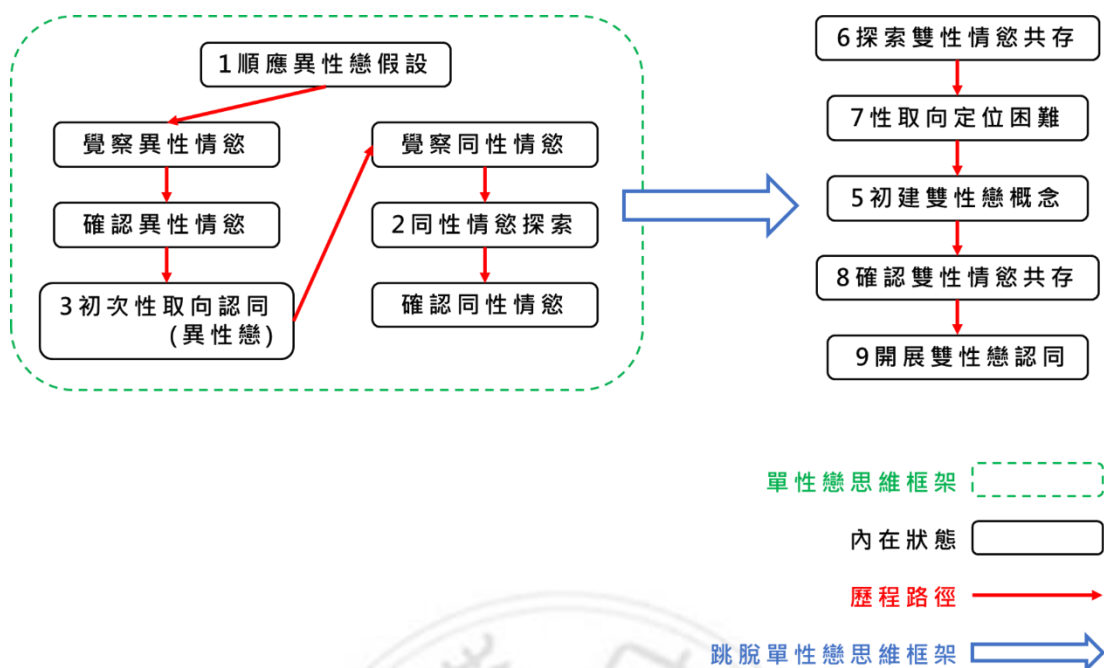 1順應異性戀假設
覺察異性情慾
確認異性情慾
3初次性取向認同
(異性戀)
覺察同性情慾
2同性情慾探索
確認同性情慾
6探索雙性情慾共存
7性取向定位困難
5初建雙性戀概念
8確認雙性情慾共存
9開展雙性戀認同
單性戀思維框架
內在狀態
歷程路徑
跳脫單性戀思維框架